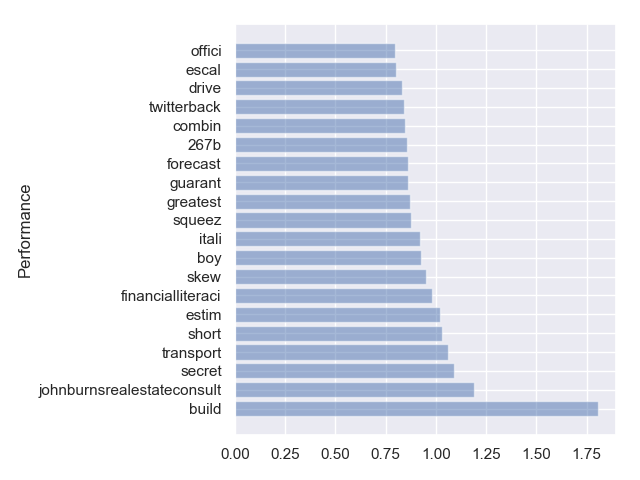 offici
escal
drive
twitterback
combin
267b
forecast
guarant
greatest
squeez
itali
boy
skew
financialliteraci
estim
short
transport
secret
johnburnsrealestateconsult
build
Performance
0.00 0.25 0.50 0.75 1.00 1.25 1.50 1.75